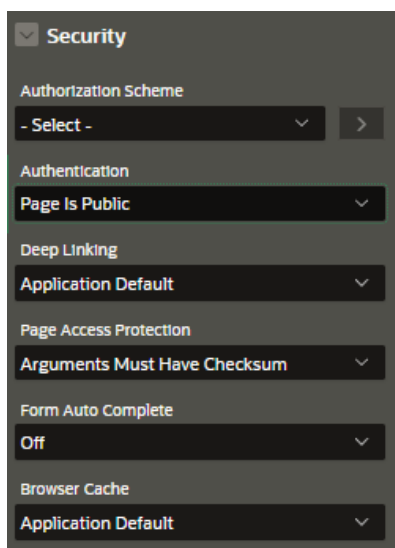 Security
Authorization Scheme
- Select -
Authentication
Page Is Public
Deep Linking
Application Default
Page Access Protection
Arguments Must Have Checksum
Form Auto Complete
Off
Browser Cache
Application Default